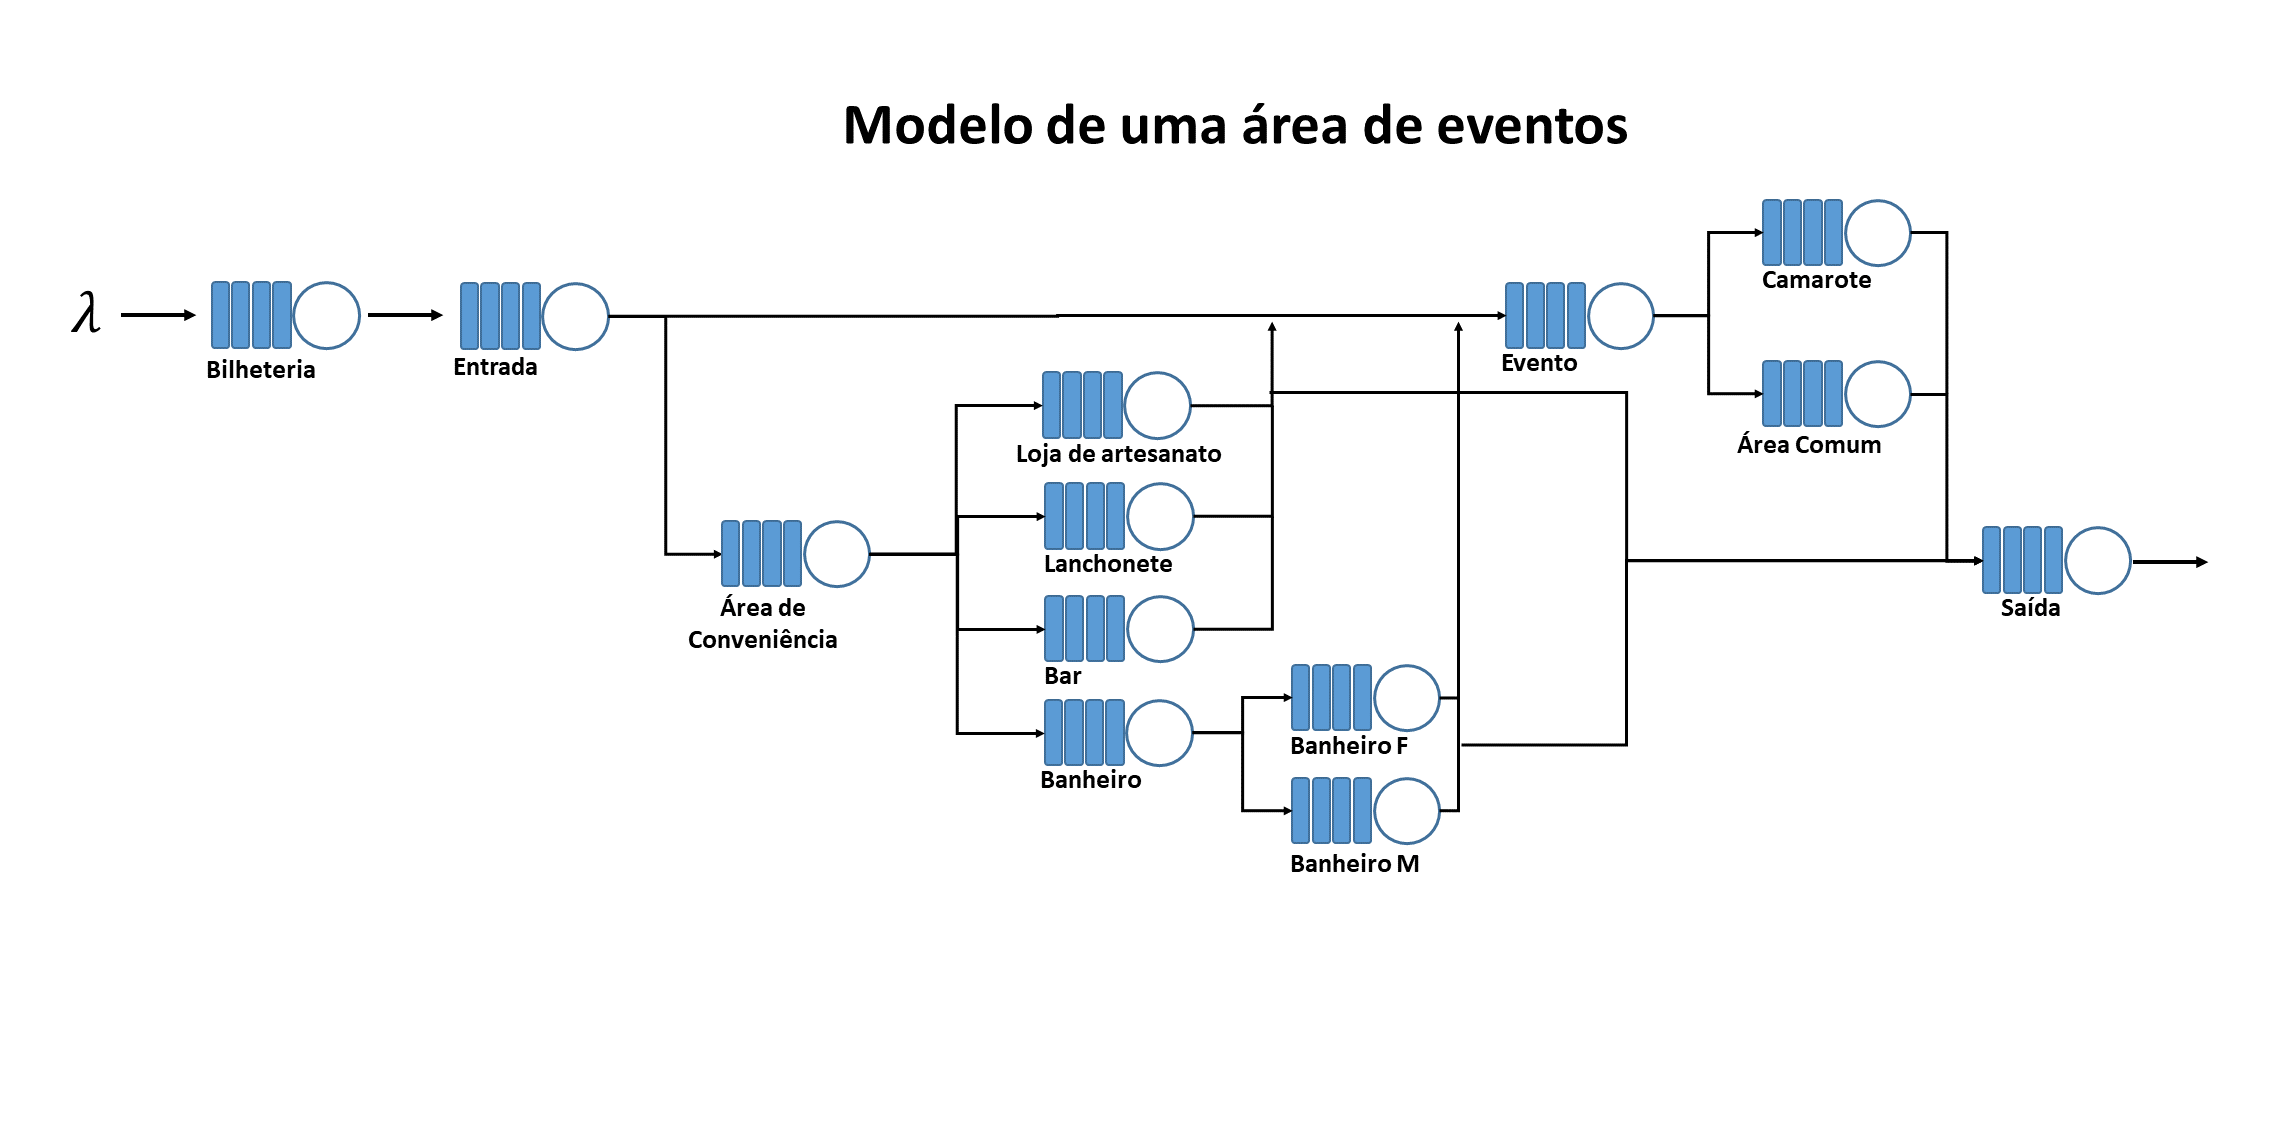 Modelo de uma área de eventos
λ
Bilheteria
Entrada
Evento
Camarote
Área Comum
Loja de artesanato
Lanchonete
Área de
Conveniência
Bar
Banheiro
Banheiro F
Banheiro M
Saída